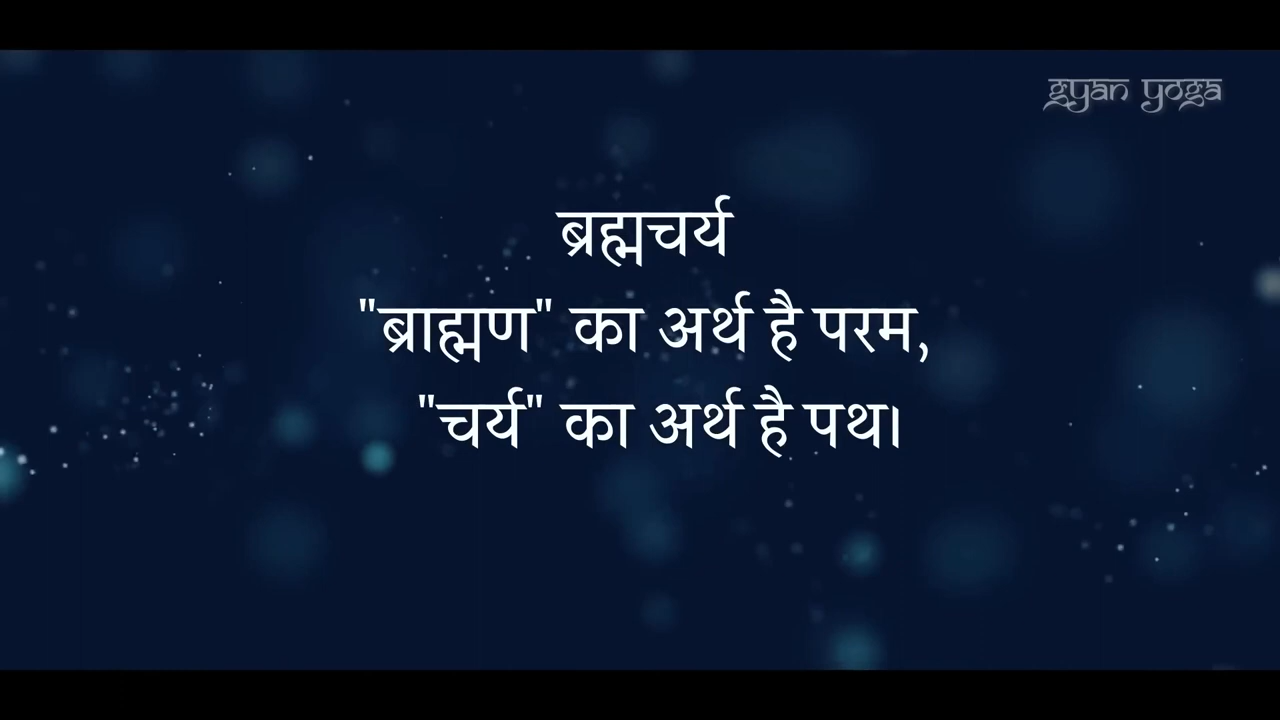 gyan yoga
ब्रह्मचर्य
"ब्राह्मण" का अर्थ है परम,
"चर्य" का अर्थ है पथ।